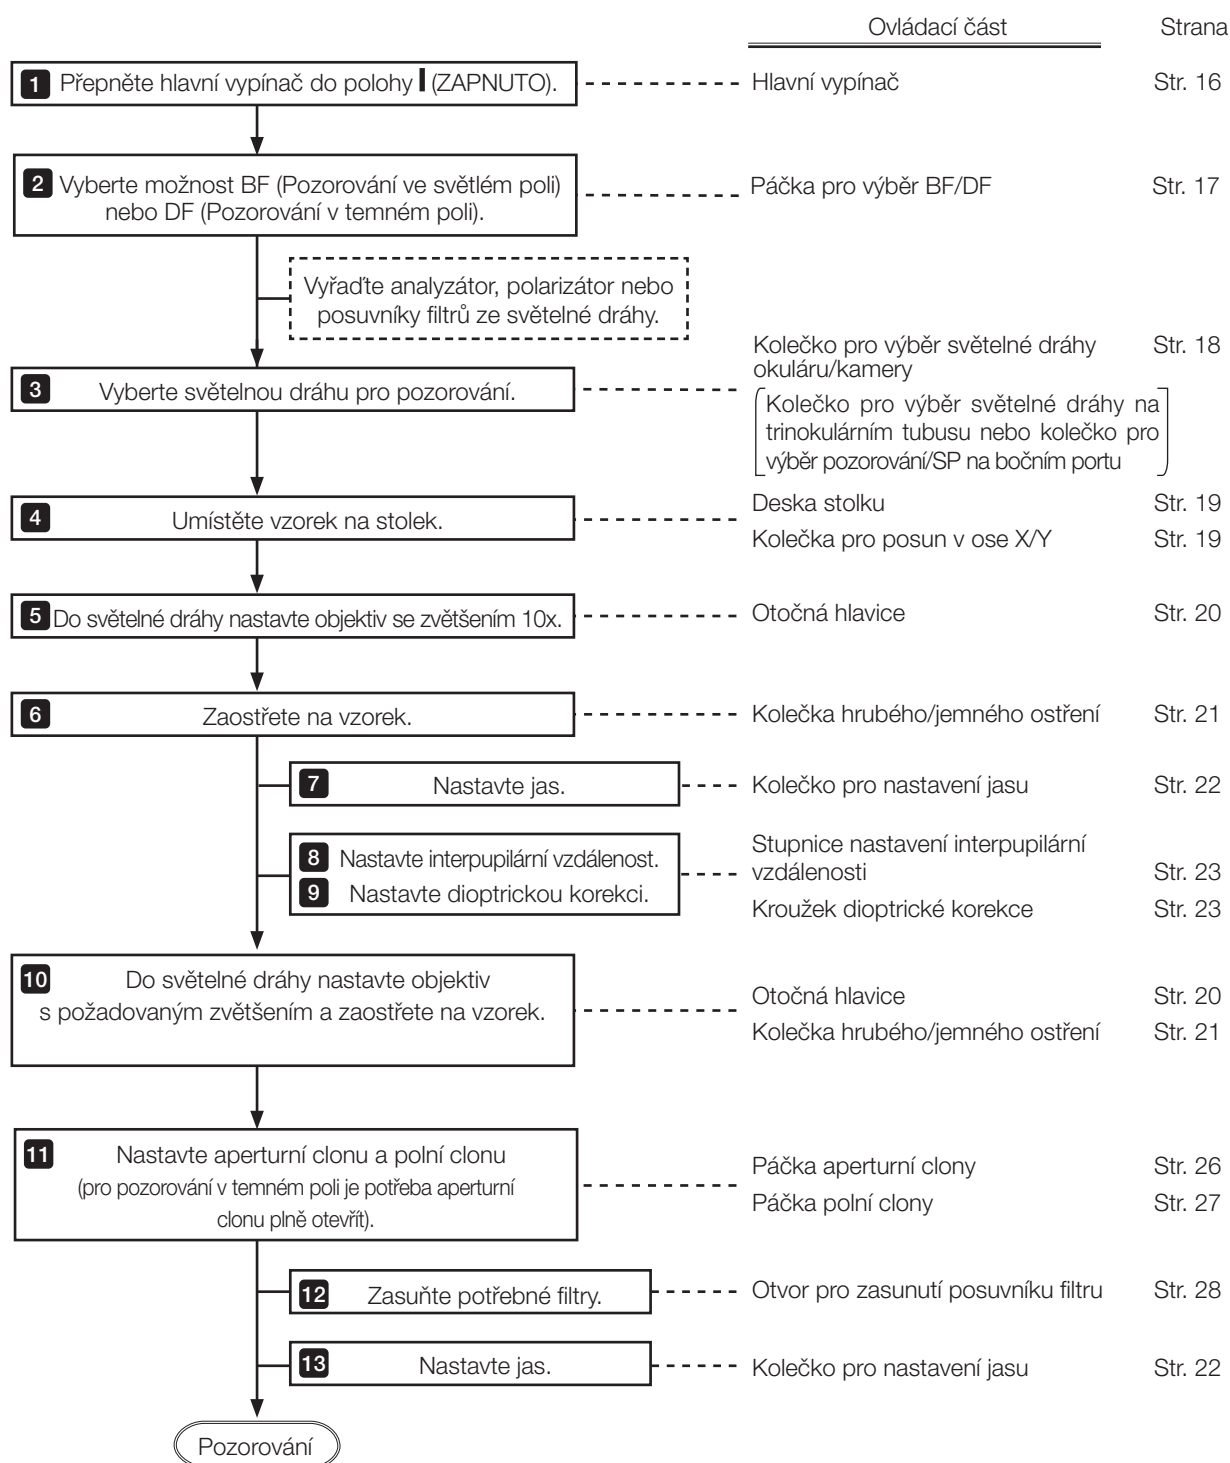 Ovládací část Strana
1 Přepněte hlavní vypínač do polohy I (ZAPNUTO). Hlavní vypínač Str. 16
2 Vyberte možnost BF (Pozorování ve světlém poli)
nebo DF (Pozorování v temném poli).
Páčka pro výběr BF/DF Str. 17
Vyřaďte analyzátor, polarizátor nebo
posuvníky filtrů ze světelné dráhy.
3 Vyberte světelnou dráhu pro pozorování.
Kolečko pro výběr světelné dráhy Str. 18
okuláru/kamery
Kolečko pro výběr světelné dráhy na
trinokulárním tubusu nebo kolečko pro
výběr pozorování/SP na bočním portu
4 Umístěte vzorek na stolek.
Deska stolku Str. 19
Kolečka pro posun v ose X/Y Str. 19
5 Do světelné dráhy nastavte objektiv se zvětšením 10x. Otočná hlavice Str. 20
6 Zaostřete na vzorek. Kolečka hrubého/jemného ostření Str. 21
7 Nastavte jas. Kolečko pro nastavení jasu Str. 22
8 Nastavte interpupilární vzdálenost.
9 Nastavte dioptrickou korekci.
Stupnice nastavení interpupilární
vzdálenosti Str. 23
Kroužek dioptrické korekce Str. 23
10 Do světelné dráhy nastavte objektiv
s požadovaným zvětšením a zaostřete na vzorek.
Otočná hlavice Str. 20
Kolečka hrubého/jemného ostření Str. 21
11 Nastavte aperturní clonu a polní clonu
(pro pozorování v temném poli je potřeba aperturní
clonu plně otevřít).
Páčka aperturní clony Str. 26
Páčka polní clony Str. 27
12 Zasuňte potřebné filtry. Otvor pro zasunutí posuvníku filtru Str. 28
13 Nastavte jas. Kolečko pro nastavení jasu Str. 22
Pozorování